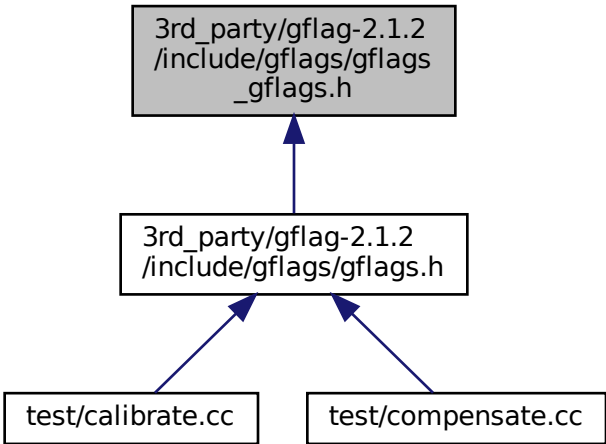 3rd_party/gflag-2.1.2
/include/gflags/gflags
_gflags.h
3rd_party/gflag-2.1.2
/include/gflags/gflags.h
test/calibrate.cc
test/compensate.cc